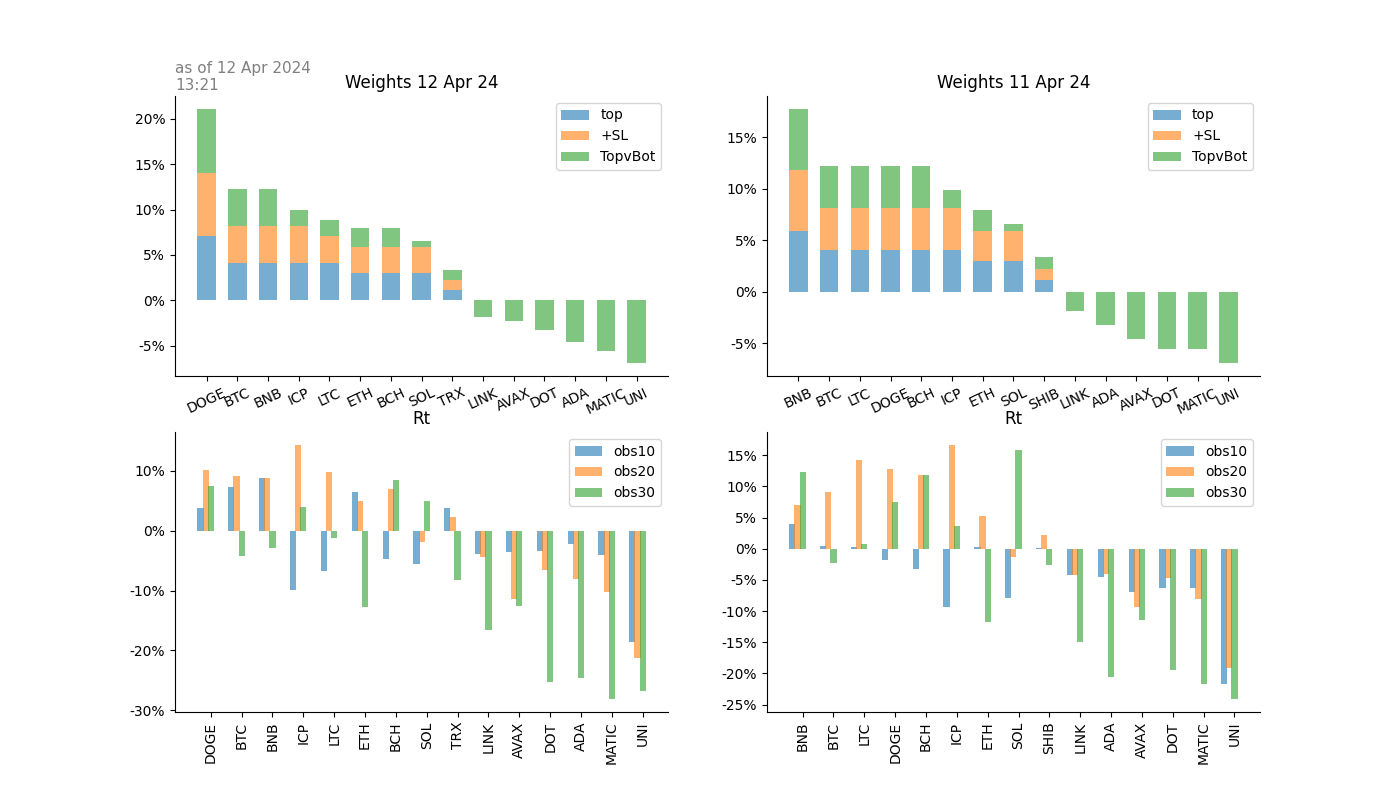 as of 12 Apr 2024
13:21
Weights 12 Apr 24
20%
15%
10%
5%
0%
-5%
top
+SL
TopvBot
DOGE BTC BNB ICP LTC ETH BCH SOL TRX LINK AVAX DOT ADA MATIC UNI
Weights 11 Apr 24
15%
10%
5%
0%
-5%
top
+SL
TopvBot
BNB BTC LTC DOGE BCH ICP ETH SOL SHIB LINK ADA AVAX DOT MATIC UNI
Rt
10%
0%
-10%
-20%
-30%
obs10
obs20
obs30
DOGE BTC BNB ICP LTC ETH BCH SOL TRX LINK AVAX DOT ADA MATIC UNI
Rt
15%
10%
5%
0%
-5%
-10%
-15%
-20%
-25%
obs10
obs20
obs30
BNB BTC LTC DOGE BCH ICP ETH SOL SHIB LINK ADA AVAX DOT MATIC UNI